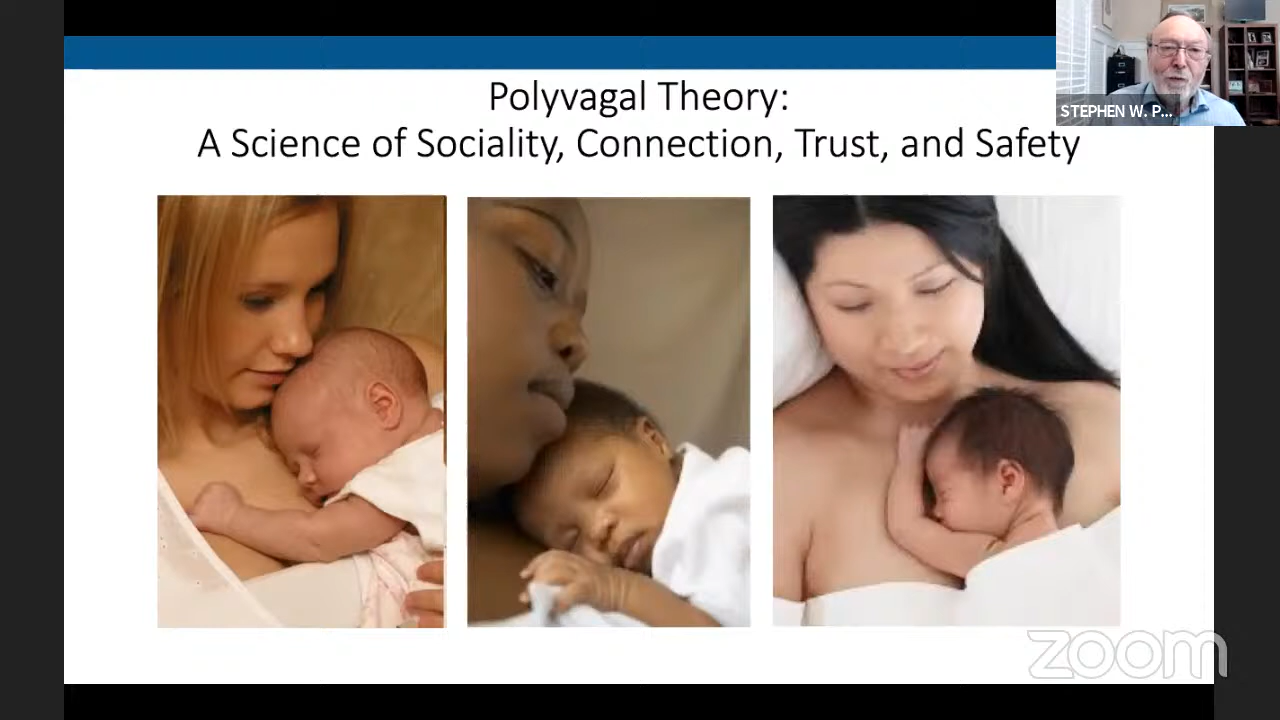 Polyvagal Theory:
A Science of Sociality, Connection, Trust, and Safety
STEPHEN W. P...
zoom